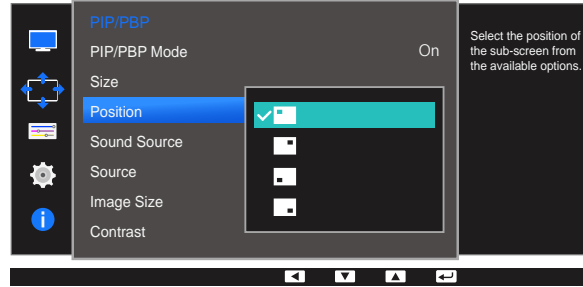 PIP/PBP
PIP/PBP Mode On
Size
Position
Sound Source
Source
Image Size
Contrast
Select the position of
the sub-screen from
the available options.